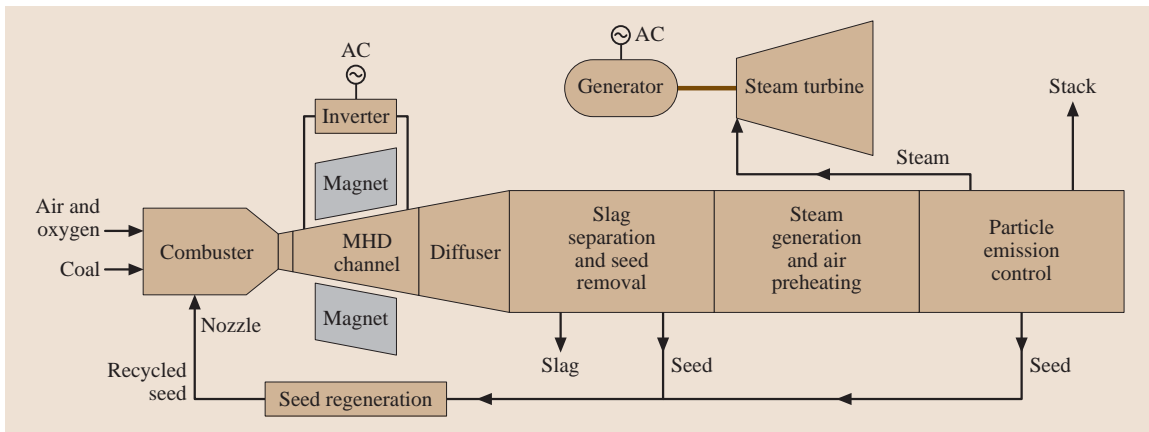 AC
Generator
Steam turbine
AC
Inverter
Stack
Steam
Magnet
Air and
oxygen
Coal
Combuster
MHD
channel
Diffuser
Slag
separation
and seed
removal
Steam
generation
and air
preheating
Particle
emission
control
Nozzle
Magnet
Recycled
seed
Slag
Seed
Seed
Seed regeneration